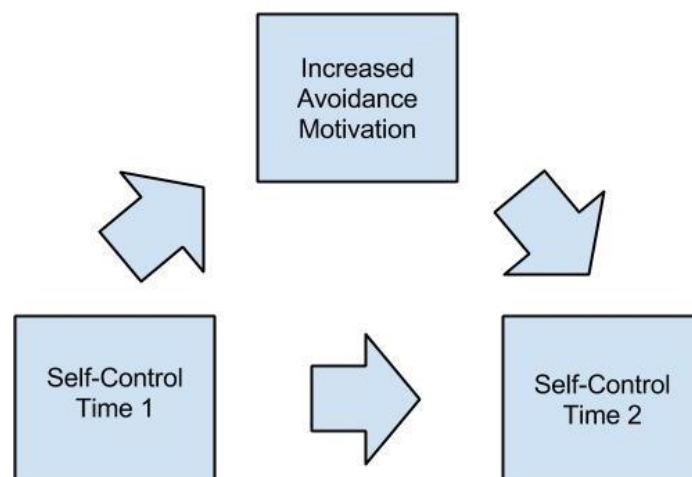 Increased
Avoidance
Motivation
Self-Control
Time 1
Self-Control
Time 2